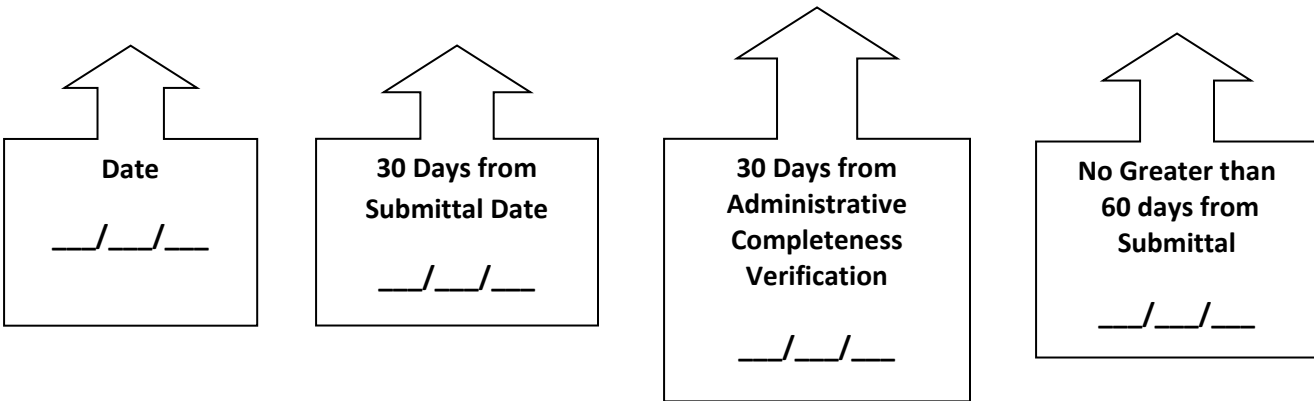 Date
___/___/___
30 Days from
Submittal Date
___/___/___
30 Days from
Administrative
Completeness
Verification
___/___/___
No Greater than
60 days from
Submittal
___/___/___